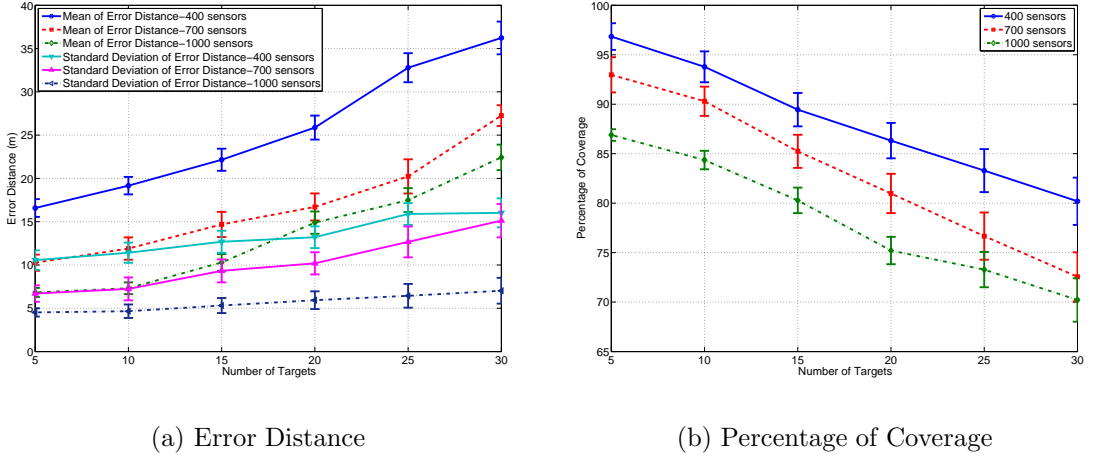 Mean of Error Distance−400 sensors
Mean of Error Distance−700 sensors
Mean of Error Distance−1000 sensors
Standard Deviation of Error Distance−400 sensors
Standard Deviation of Error Distance−700 sensors
Standard Deviation of Error Distance−1000 sensors
40
35
30
25
20
15
10
5
0
Error Distance (m)
5 10 15 20 25 30
Number of Targets
(a) Error Distance
400 sensors
700 sensors
1000 sensors
100
95
90
85
80
75
70
65
Percentage of Coverage
5 10 15 20 25 30
Number of Targets
(b) Percentage of Coverage